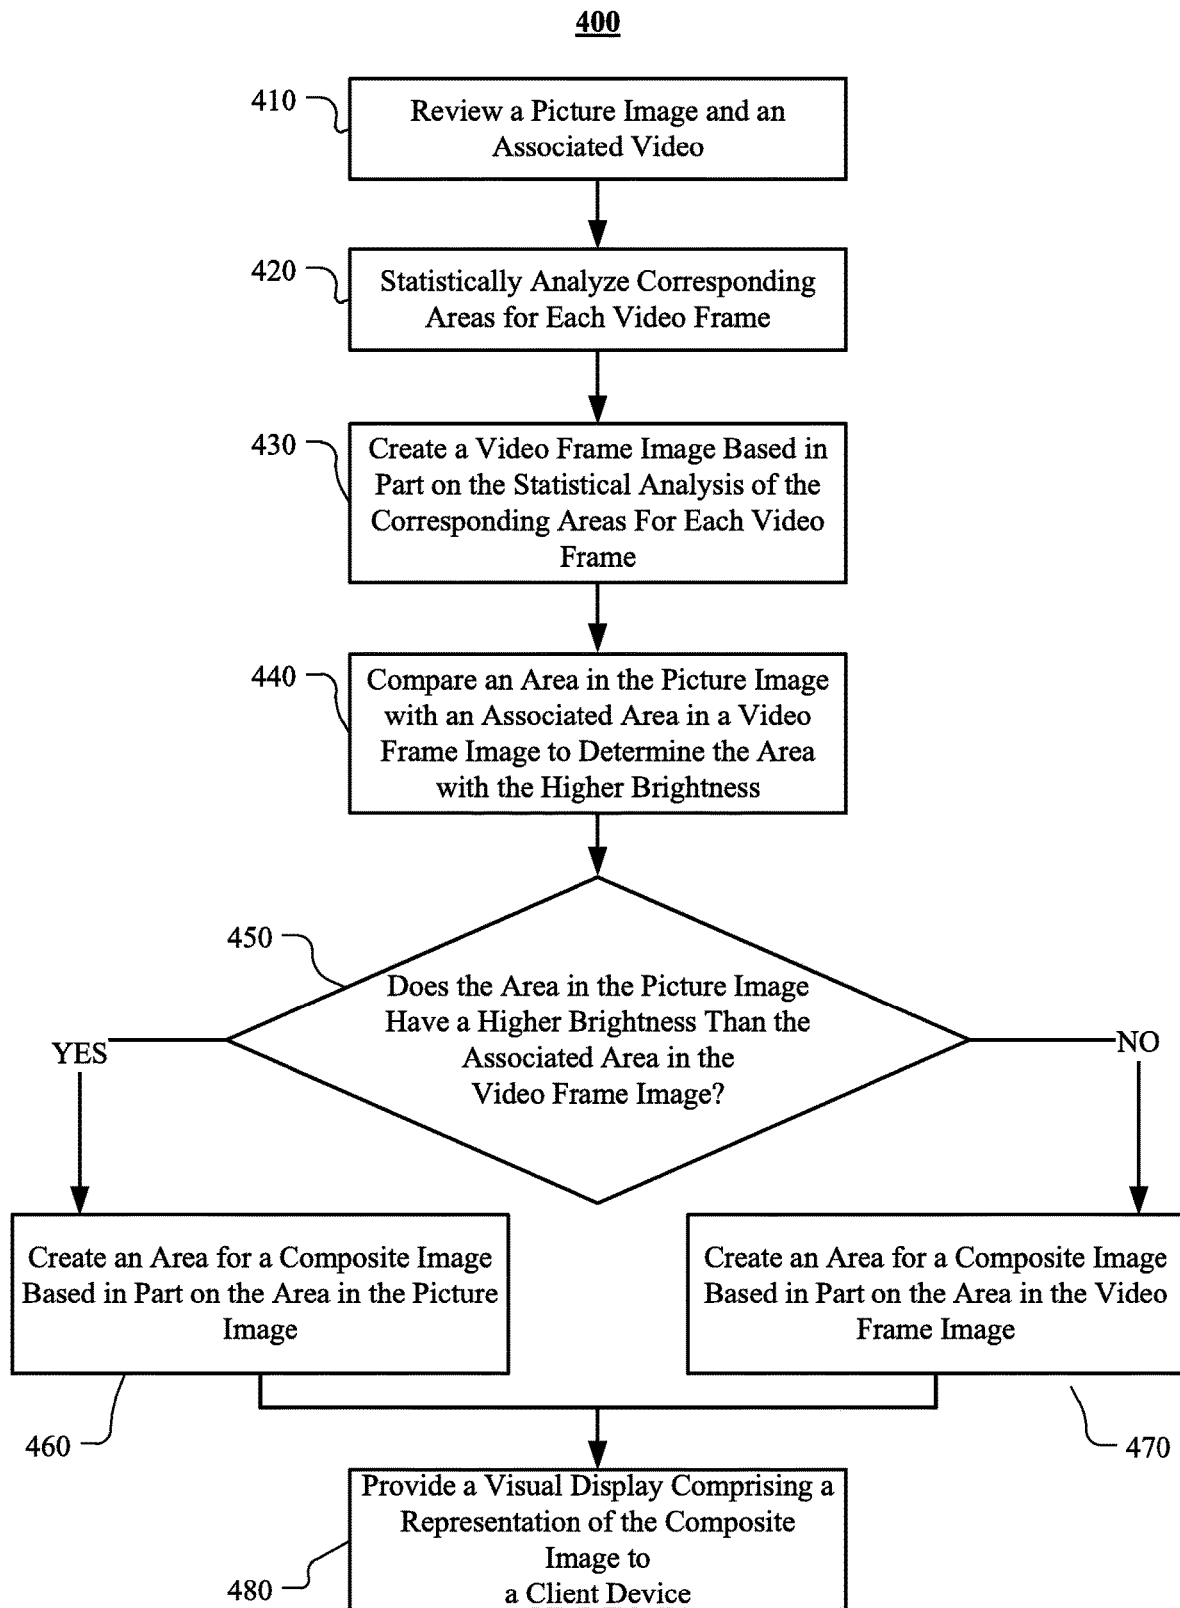 400
410
Review a Picture Image and an
Associated Video
420
Statistically Analyze Corresponding
Areas for Each Video Frame
430
Create a Video Frame Image Based in
Part on the Statistical Analysis of the
Corresponding Areas For Each Video
Frame
440
Compare an Area in the Picture Image
with an Associated Area in a Video
Frame Image to Determine the Area
with the Higher Brightness
450
Does the Area in the Picture Image
Have a Higher Brightness Than the
Associated Area in the
Video Frame Image?
YES
NO
Create an Area for a Composite Image
Based in Part on the Area in the Picture
Image
Create an Area for a Composite Image
Based in Part on the Area in the Video
Frame Image
460
470
Provide a Visual Display Comprising a
Representation of the Composite
Image to
a Client Device
480